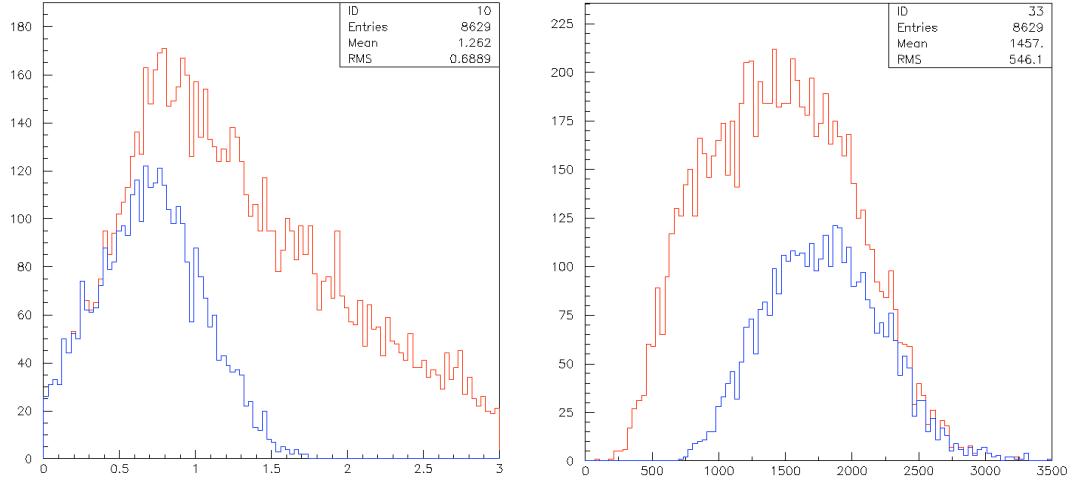 ID 10
Entries 8629
Mean 1.262
RMS 0.6889
180
160
140
120
100
80
60
40
20
0
0 0.5 1 1.5 2 2.5 3
ID 33
Entries 8629
Mean 1457.
RMS 546.1
225
200
175
150
125
100
75
50
25
0
0 500 1000 1500 2000 2500 3000 3500